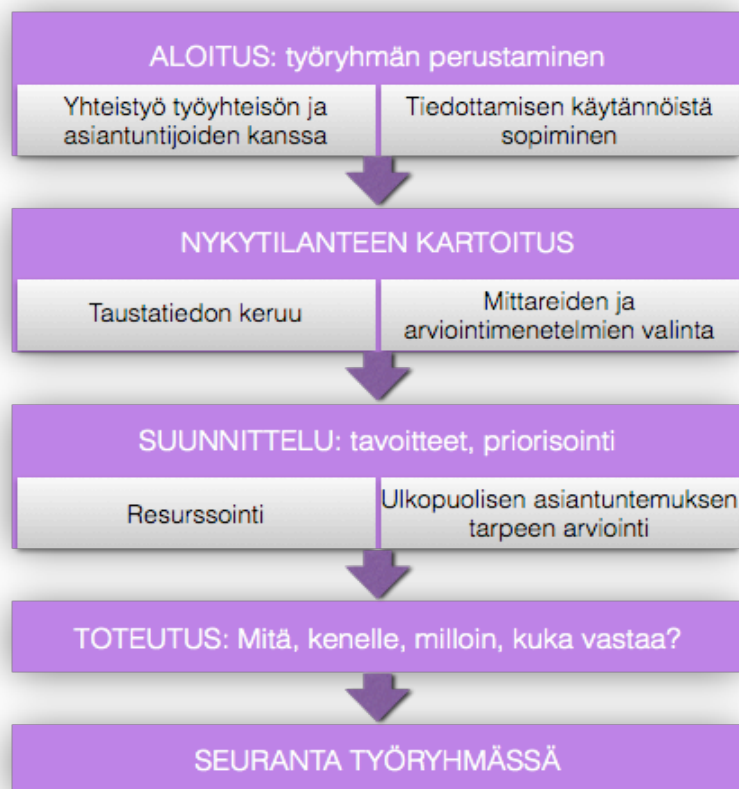 ALOITUS: työryhmän perustaminen
Yhteistyö työyhteisön ja
asiantuntijoiden kanssa
Tiedottamisen käytännöistä
sopiminen
NYKYTILANTEEN KARTOITUS
Taustatiedon keruu
Mittareiden ja
arviointimenetelmien valinta
SUUNNITTELU: tavoitteet, priorisointi
Resurssointi
Ulkopuolisen asiantuntemuksen
tarpeen arviointi
TOTEUTUS: Mitä, kenelle, milloin, kuka vastaa?
SEURANTA TYÖRYHMÄSSÄ